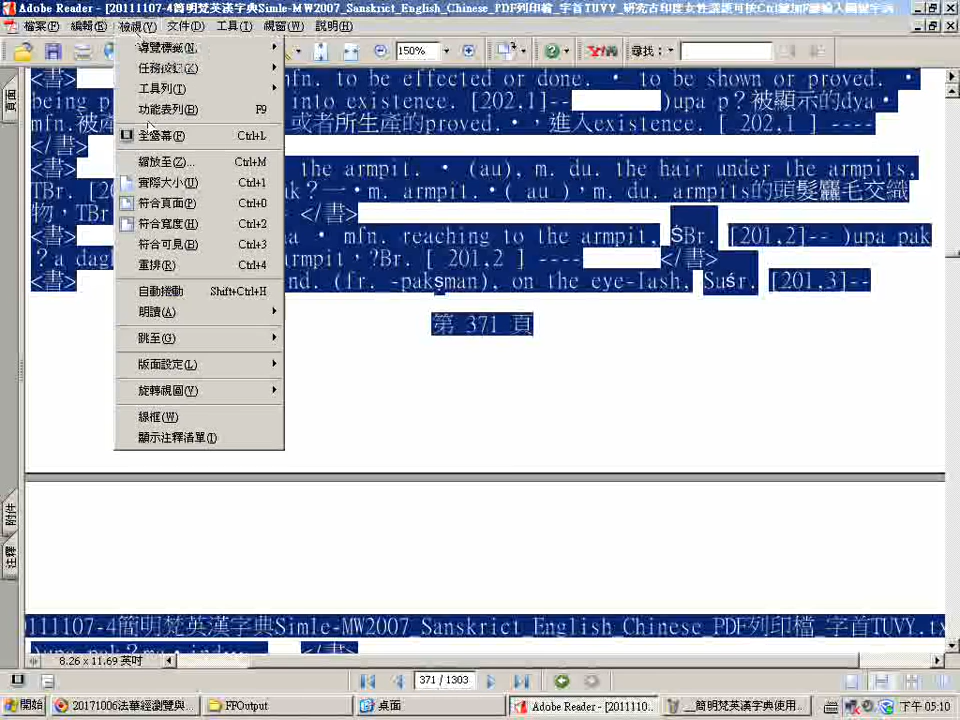 Adobe Reader - [20111107-4簡明梵英漢字典Simle-MW2007_Sanskrict_English_Chinese_PDF列印檔_字首TUVY_研究古印度女性課誌可按Ctrl鍵加F鍵輸入關鍵字
檔案(F) 編輯(E) 檢視(V) 文件(D) 工具(T) 視窗(W) 說明(H)
150% 尋找：
導覽標籤(N)
任務按鈕(Z)
工具列(T)
功能表列(B) F9
全螢幕(F) Ctrl+L
縮放至(Z)... Ctrl+M
實際大小(U) Ctrl+1
符合頁面(P) Ctrl+0
符合寬度(H) Ctrl+2
符合可見(B) Ctrl+3
重排(R) Ctrl+4
自動捲動 Shift+Ctrl+H
朗讀(A)
跳至(G)
版面設定(L)
旋轉視圖(Y)
線框(W)
顯示注釋清單(I)
頁面
附件
注釋
<書> mfn. to be effected or done. • to be shown or proved. •
being p into existence. [202.1]-- )upa p？被顯示的dya•
mfn.被產 或者所生產的proved.•，進入existence. [ 202,1 ] ----
</書>
<書> the armpit. • (au), m. du. the hair under the armpits,
TBr. [20 k？一•m. armpit. •( au )，m. du. armpits的頭髮廳毛交織
物，TBr </書>
<書> na • mfn. reaching to the armpit, ŚBr. [201,2]-- )upa pak
？a dag rmpit，?Br. [ 201,2 ] ---- </書>
<書> nd. (fr. -pakṣman), on the eye-lash, Suśr. [201,3]--
第 371 頁
111107-4簡明梵英漢字典Simle-MW2007_Sanskrict_English_Chinese_PDF列印檔_字首TUVY.tx
</書>
8.26 x 11.69 英吋
371 / 1303
開始 20171006法華經瀏覽與... FFOutput 桌面 Adobe Reader - [2011110... __簡明梵英漢字典使用... 下午 05:10